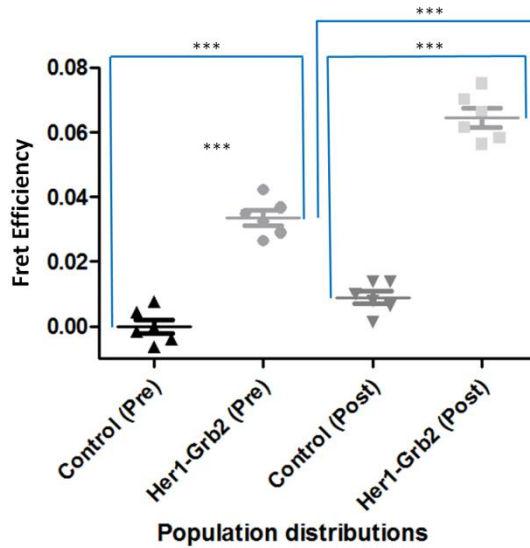 ***
***
***
***
Fret Efficiency
0.08
0.06
0.04
0.02
0.00
Control (Pre)
Her1-Grb2 (Pre)
Control (Post)
Her1-Grb2 (Post)
Population distributions